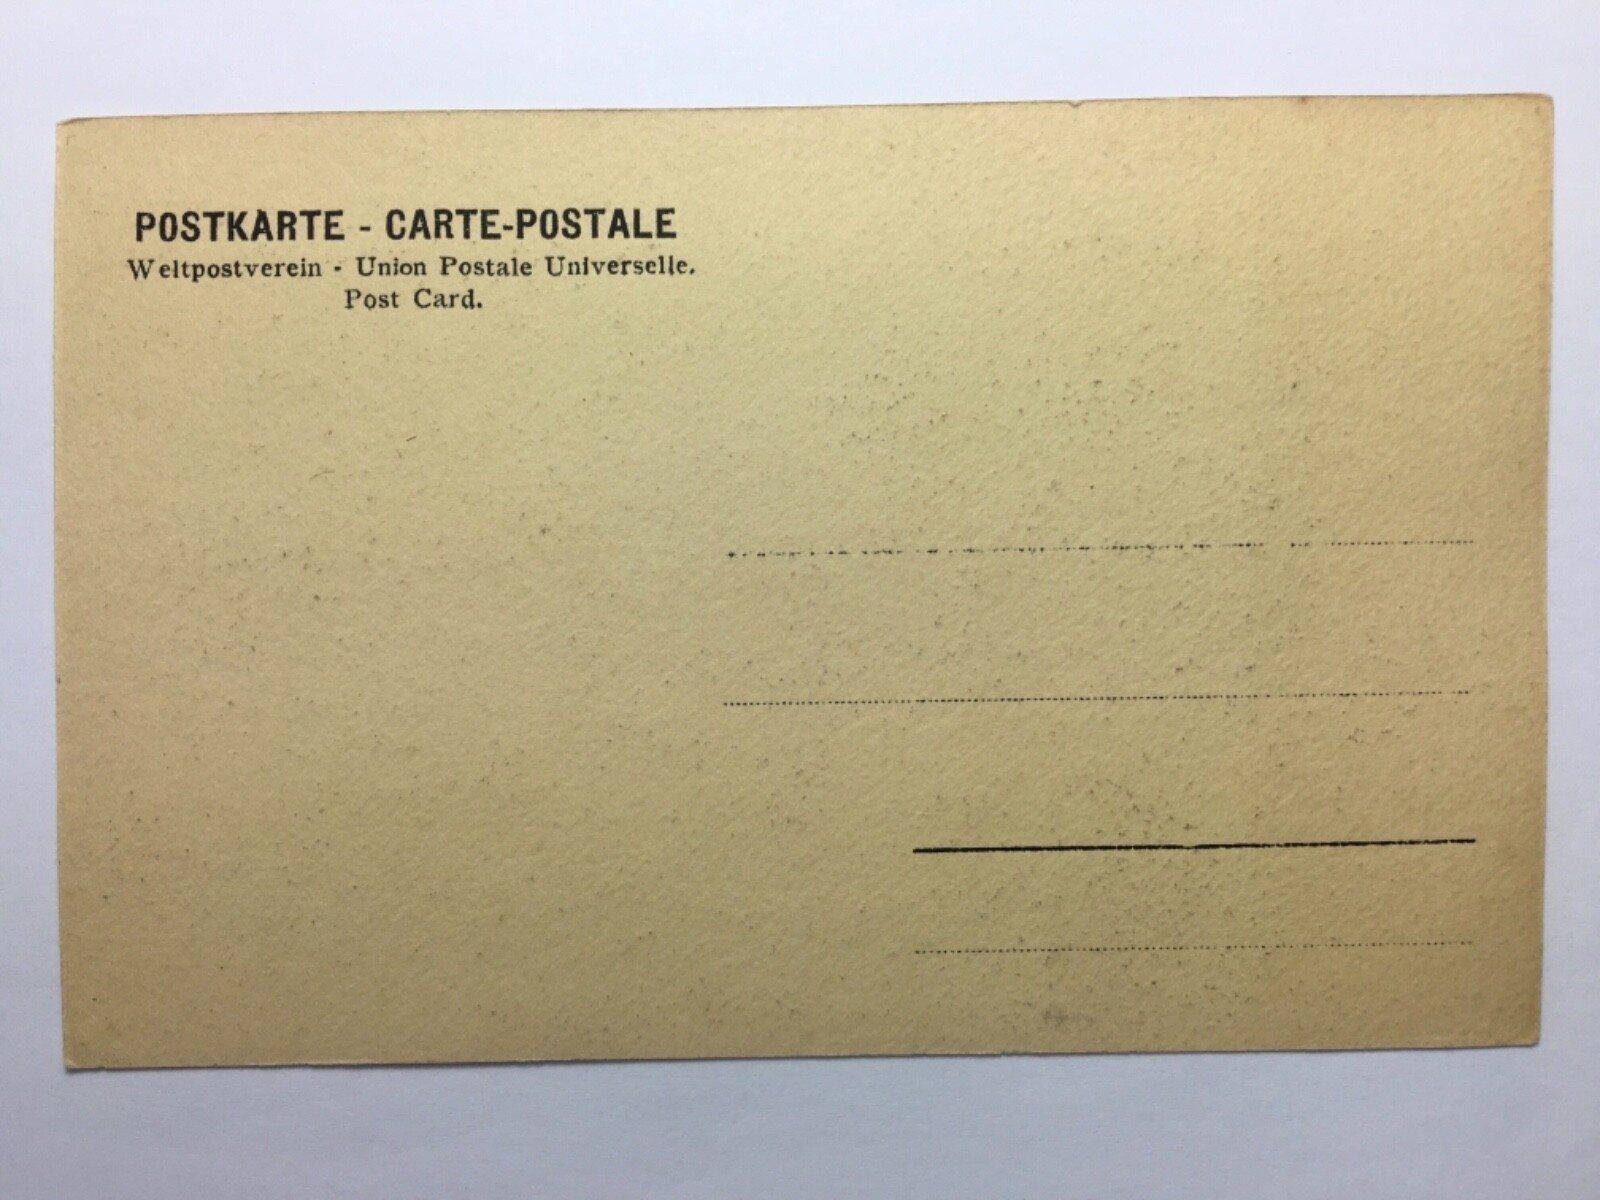 POSTKARTE - CARTE-POSTALE
Weltpostverein - Union Postale Universelle.
Post Card.